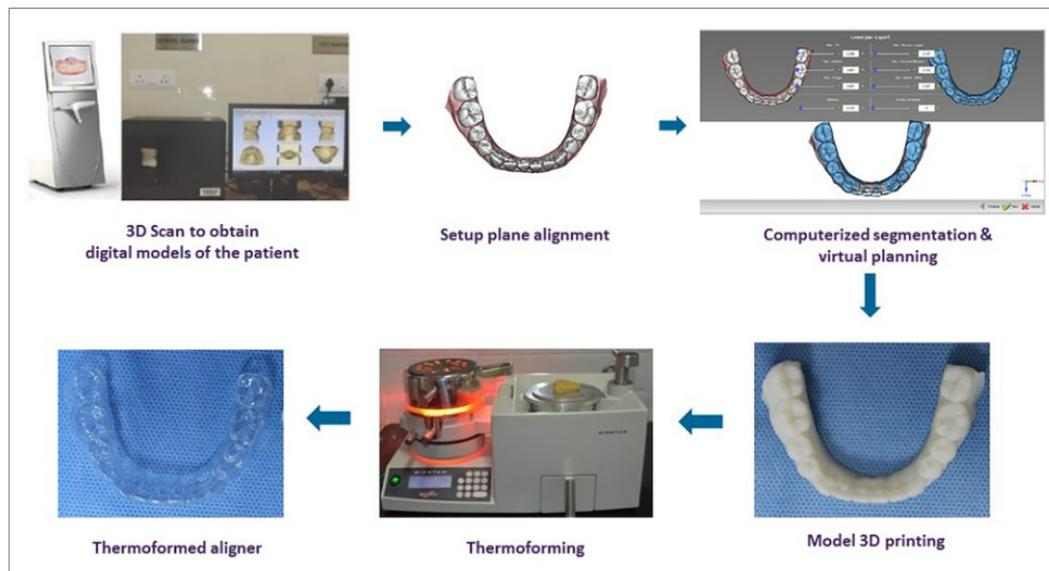 3D Scan to obtain
digital models of the patient
Setup plane alignment
Computerized segmentation &
virtual planning
Thermoformed aligner
Thermoforming
Model 3D printing
BIOSTAR